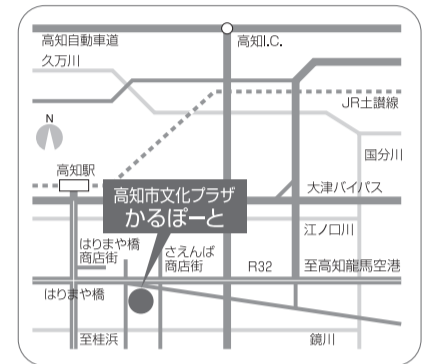 高知自動車道
高知I.C.
久万川
JR土讃線
N
国分川
高知駅
大津バイパス
高知市文化プラザ
かるぽーと
江ノ口川
はりまや橋
商店街
さえんば
商店街
R32
至高知龍馬空港
はりまや橋
至桂浜
鏡川